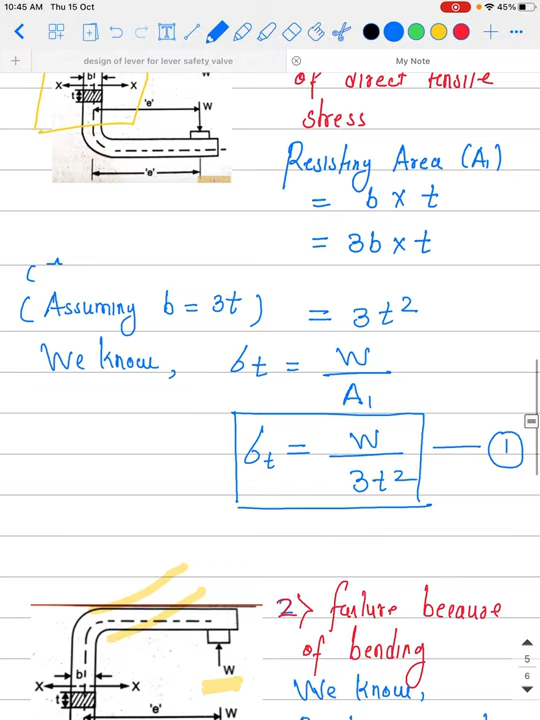 10:45 AM Thu 15 Oct
45%
design of lever for lever safety valve
My Note
b
W
X
X
t
'e'
W
'e'
of direct tensile
stress
Resisting Area (A1)
= b x t
= 3b x t
(
(Assuming b = 3t) = 3t²
We know, σt = W
A1
σt = W
3t²
1
2> failure because
of bending
We know,
b
W
X
X
t
'e'
W
5
6